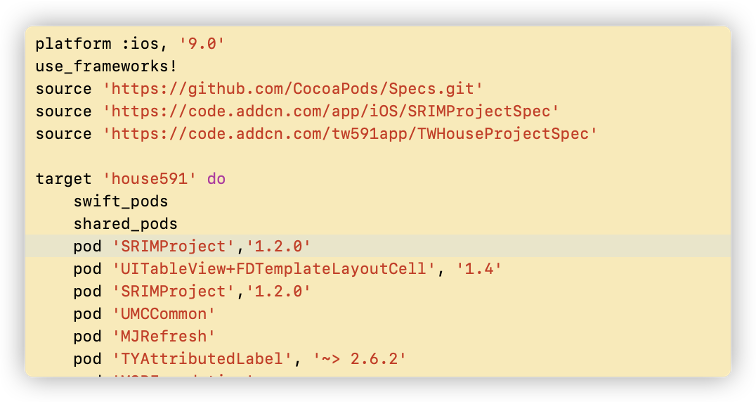 platform :ios, '9.0'
use_frameworks!
source 'https://github.com/CocoaPods/Specs.git'
source 'https://code.addcn.com/app/iOS/SRIMProjectSpec'
source 'https://code.addcn.com/tw591app/TWHouseProjectSpec'
target 'house591' do
swift_pods
shared_pods
pod 'SRIMProject','1.2.0'
pod 'UITableView+FDTemplateLayoutCell', '1.4'
pod 'SRIMProject','1.2.0'
pod 'UMCCommon'
pod 'MJRefresh'
pod 'TYAttributedLabel', '~> 2.6.2'